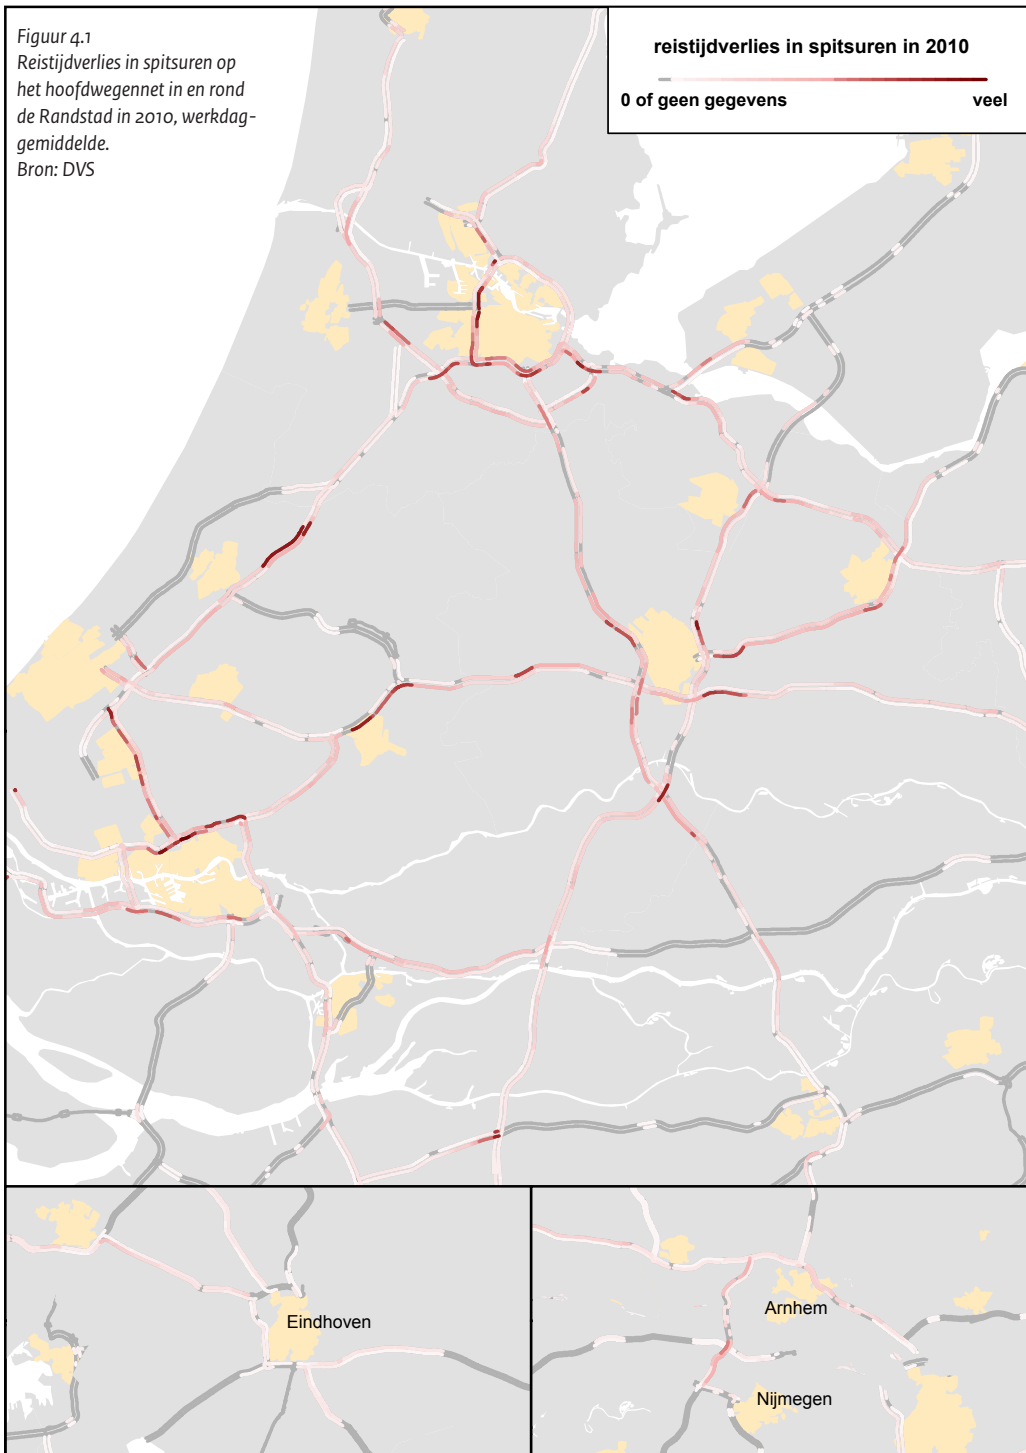 Figuur 4.1
Reistijdverlies in spitsuren op
het hoofdwegennet in en rond
de Randstad in 2010, werkdag-
gemiddelde.
Bron: DVS
reistijdverlies in spitsuren in 2010
0 of geen gegevens veel
Eindhoven
Arnhem
Nijmegen